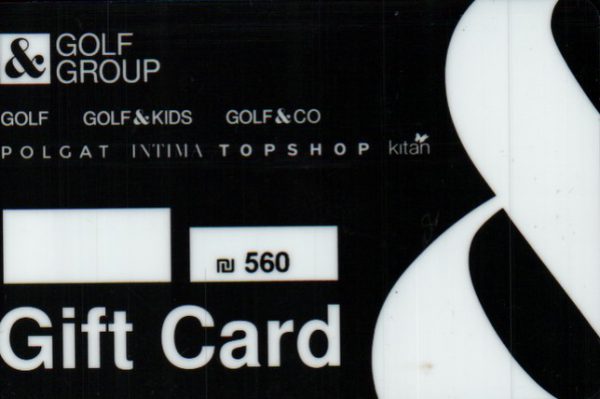 & GOLF
GROUP
GOLF GOLF&KIDS GOLF&CO
POLGAT INTIMA TOPSHOP kitan
₪ 560
Gift Card
&